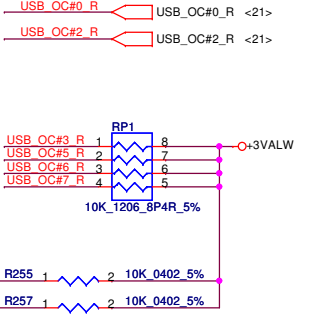 USB_OC#0_R USB_OC#0_R <21>
USB_OC#2_R USB_OC#2_R <21>
RP1
USB_OC#3_R 1 8 +3VALW
USB_OC#5_R 2 7
USB_OC#6_R 3 6
USB_OC#7_R 4 5
10K_1206_8P4R_5%
R255 1 2 10K_0402_5%
R257 1 2 10K_0402_5%